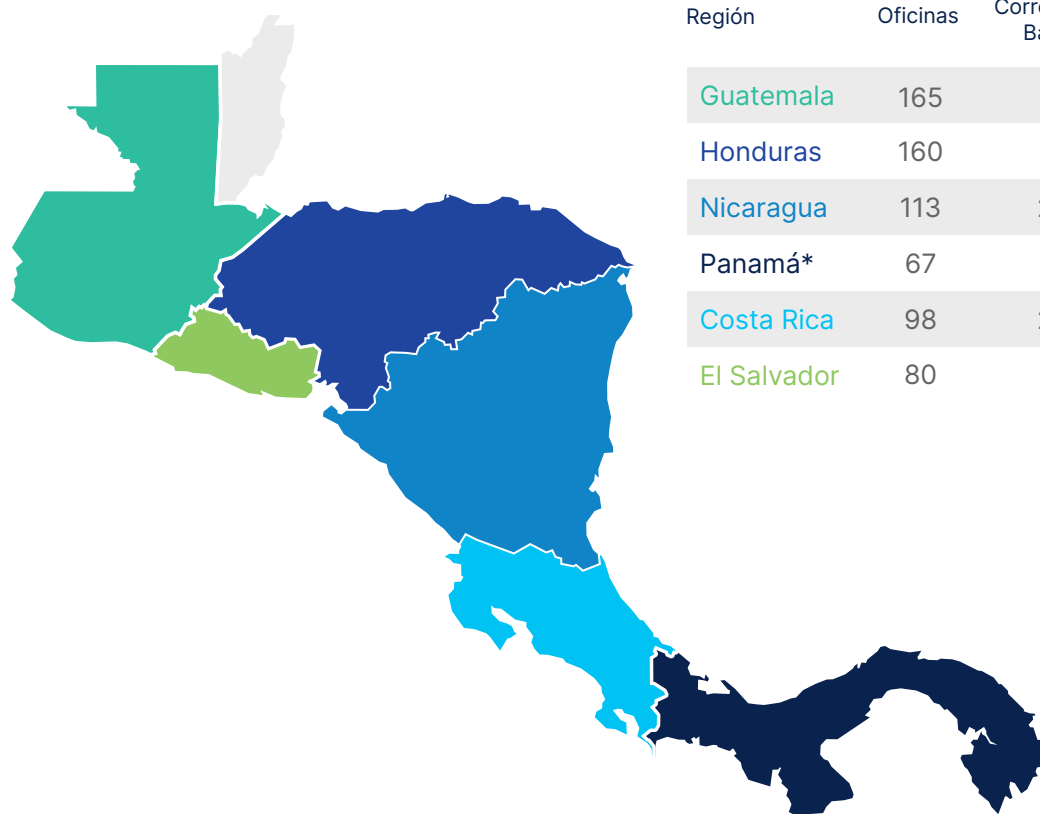 Región Oficinas
Guatemala 165
Honduras 160
Nicaragua 113
Panamá* 67
Costa Rica 98
El Salvador 80